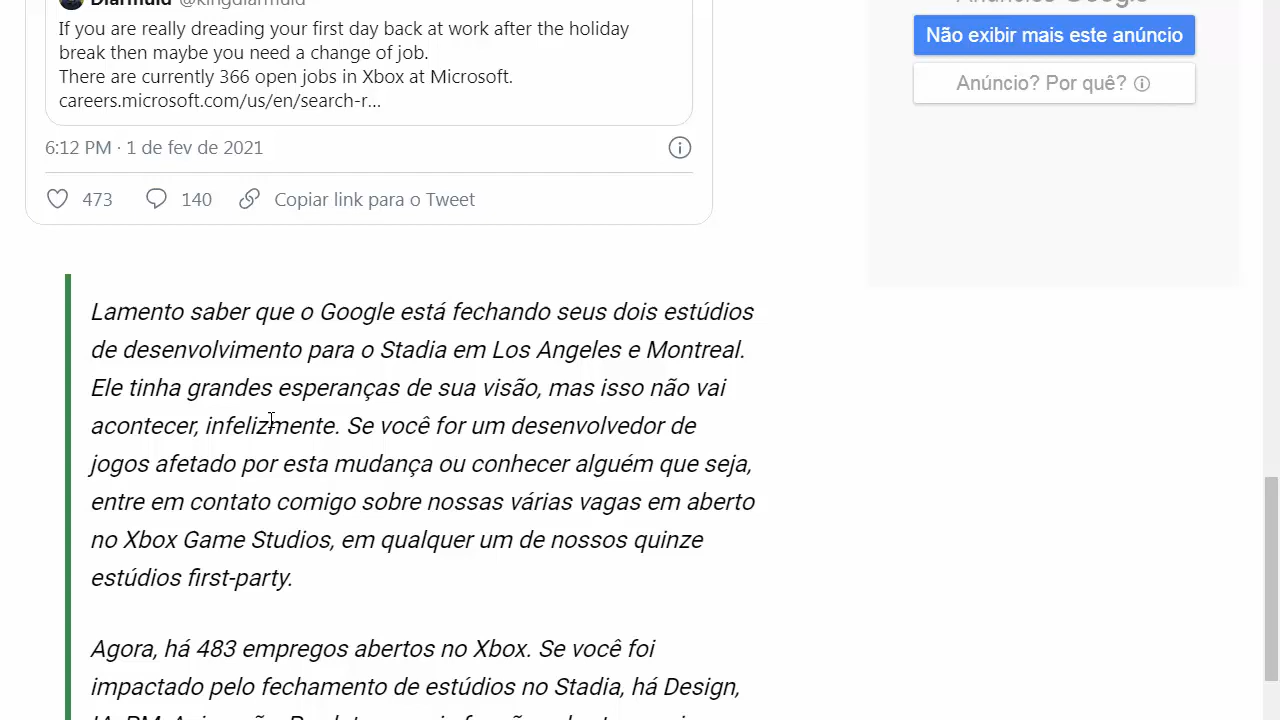 Diarmuid @kingdiarmuid
If you are really dreading your first day back at work after the holiday
break then maybe you need a change of job.
There are currently 366 open jobs in Xbox at Microsoft.
careers.microsoft.com/us/en/search-r...
6:12 PM · 1 de fev de 2021
473 140 Copiar link para o Tweet
Anúncios Google
Não exibir mais este anúncio
Anúncio? Por quê?
Lamento saber que o Google está fechando seus dois estúdios
de desenvolvimento para o Stadia em Los Angeles e Montreal.
Ele tinha grandes esperanças de sua visão, mas isso não vai
acontecer, infelizmente. Se você for um desenvolvedor de
jogos afetado por esta mudança ou conhecer alguém que seja,
entre em contato comigo sobre nossas várias vagas em aberto
no Xbox Game Studios, em qualquer um de nossos quinze
estúdios first-party.
Agora, há 483 empregos abertos no Xbox. Se você foi
impactado pelo fechamento de estúdios no Stadia, há Design,